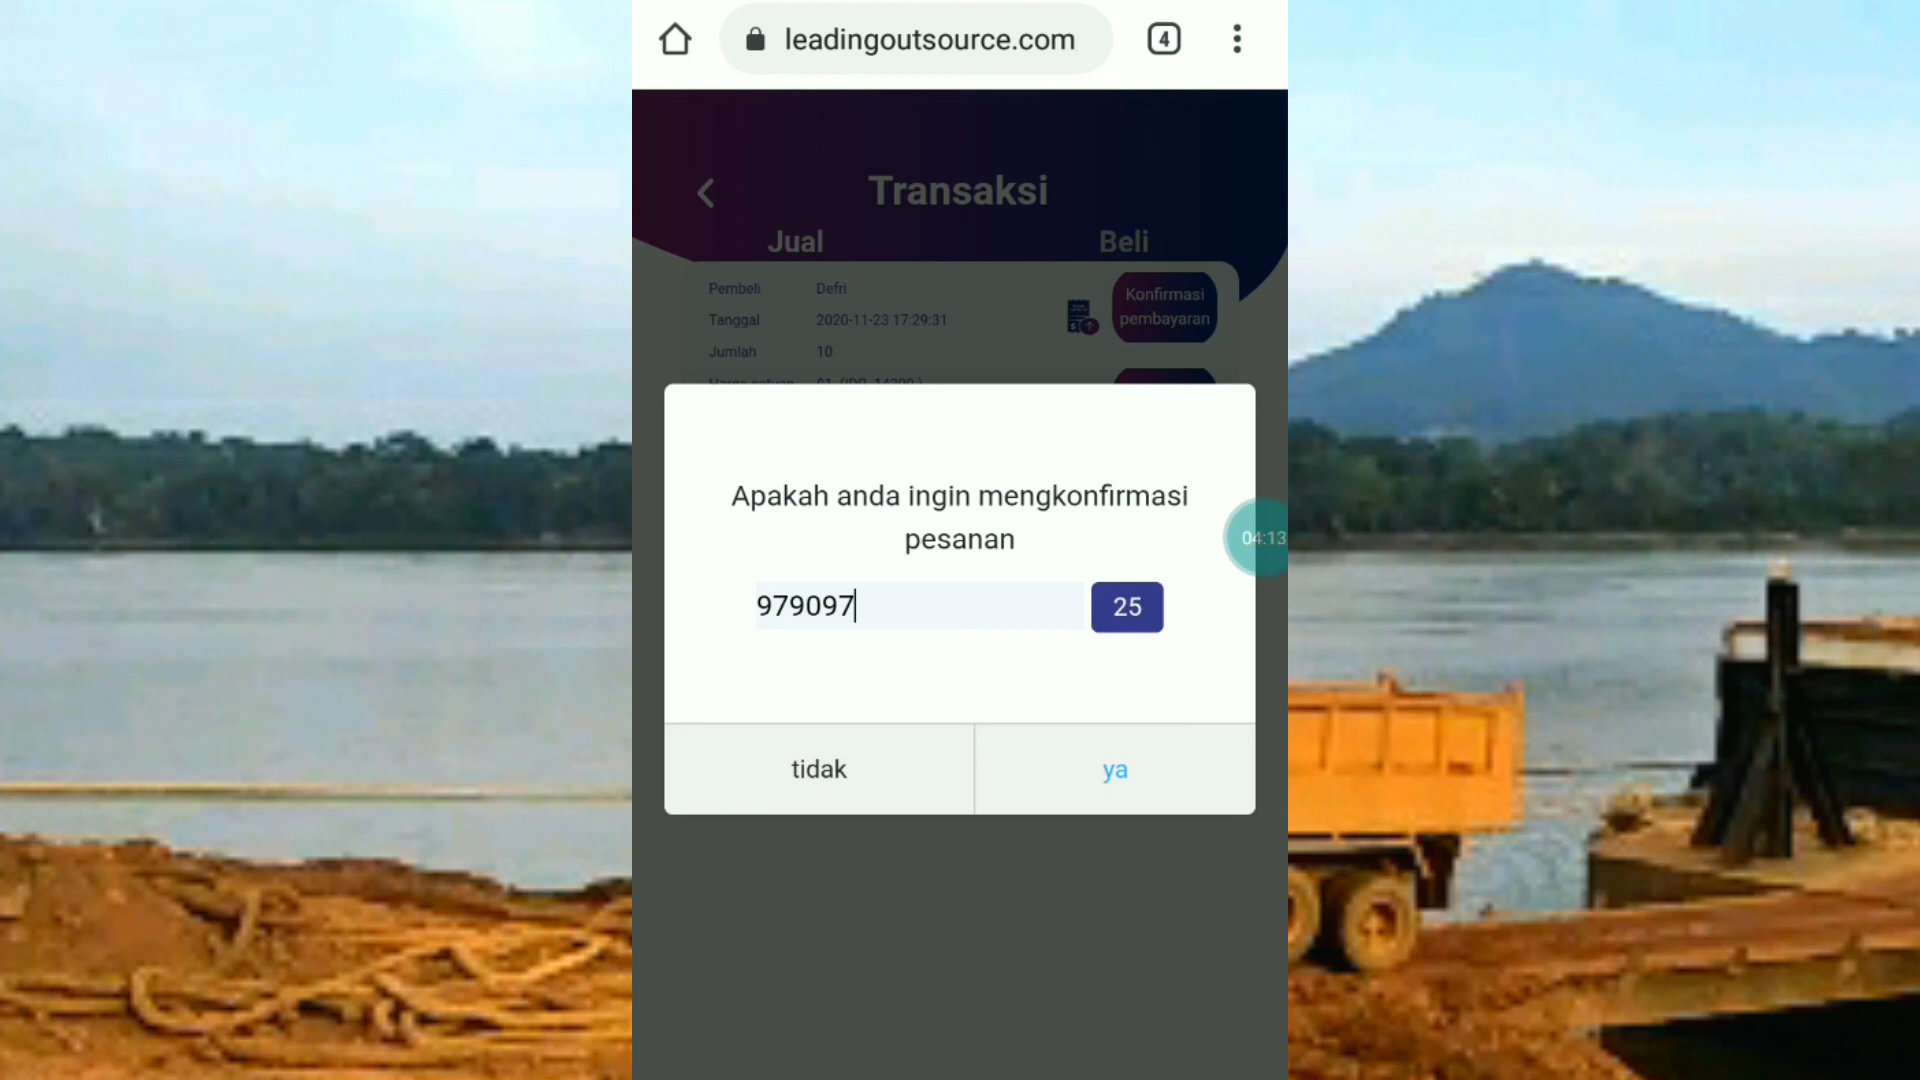 leadingoutsource.com
4
Transaksi
Jual
Beli
Pembeli
Defri
Konfirmasi
pembayaran
Tanggal
2020-11-23 17:29:31
Jumlah
10
Apakah anda ingin mengkonfirmasi
pesanan
04:13
979097
25
tidak
ya